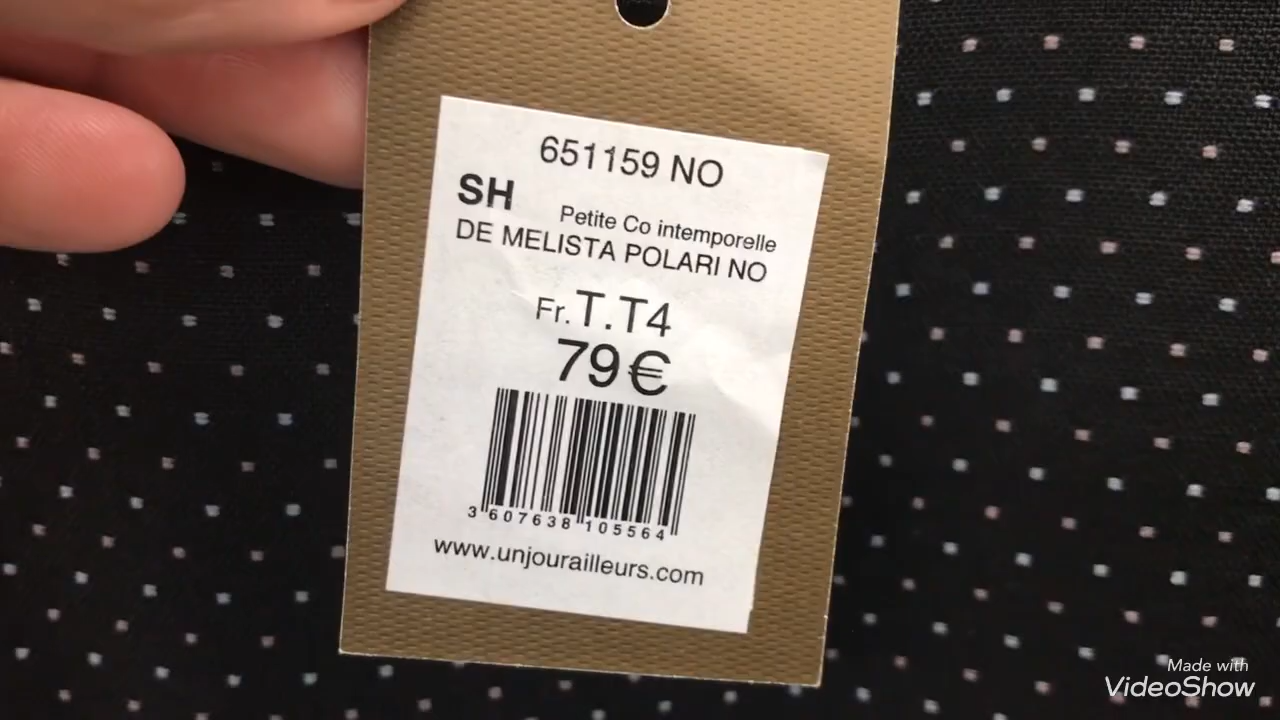 651159 NO
SH Petite Co intemporelle
DE MELISTA POLARI NO
Fr.T.T4
79€
3 607638 105564
www.unjourailleurs.com
Made with
VideoShow